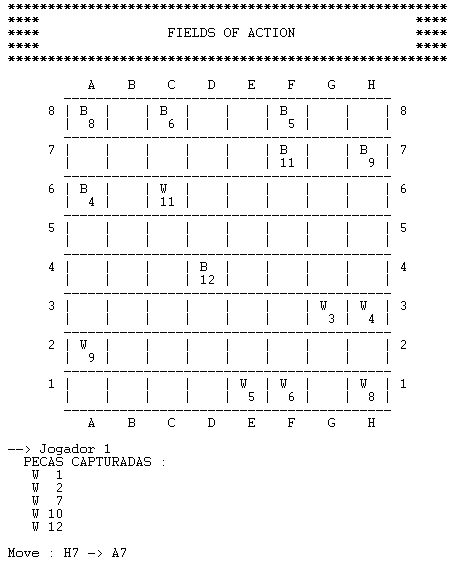 *******************************************************
**** ****
**** FIELDS OF ACTION ****
**** ****
*******************************************************
A B C D E F G H
8 | B | | B | | | B | | | 8
| 8 | | 6 | | | 5 | | |
7 | | | | | | B | | B | 7
| | | | | | 11 | | 9 |
6 | B | | W | | | | | | 6
| 4 | | 11 | | | | | |
5 | | | | | | | | | 5
| | | | | | | | |
4 | | | | B | | | | | 4
| | | | 12 | | | | |
3 | | | | | | | W | W | 3
| | | | | | | 3 | 4 |
2 | W | | | | | | | | 2
| 9 | | | | | | | |
1 | | | | | W | W | | W | 1
| | | | | 5 | 6 | | 8 |
A B C D E F G H
--> Jogador 1
PECAS CAPTURADAS :
W 1
W 2
W 7
W 10
W 12
Move : H7 -> A7